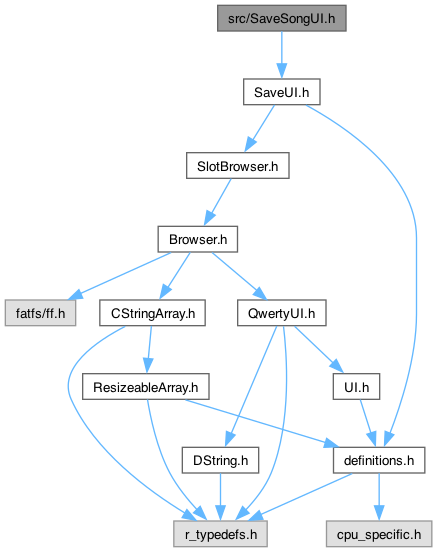 src/SaveSongUI.h
SaveUI.h
SlotBrowser.h
Browser.h
fatfs/ff.h
CStringArray.h
QwertyUI.h
ResizeableArray.h
UI.h
DString.h
definitions.h
r_typedefs.h
cpu_specific.h